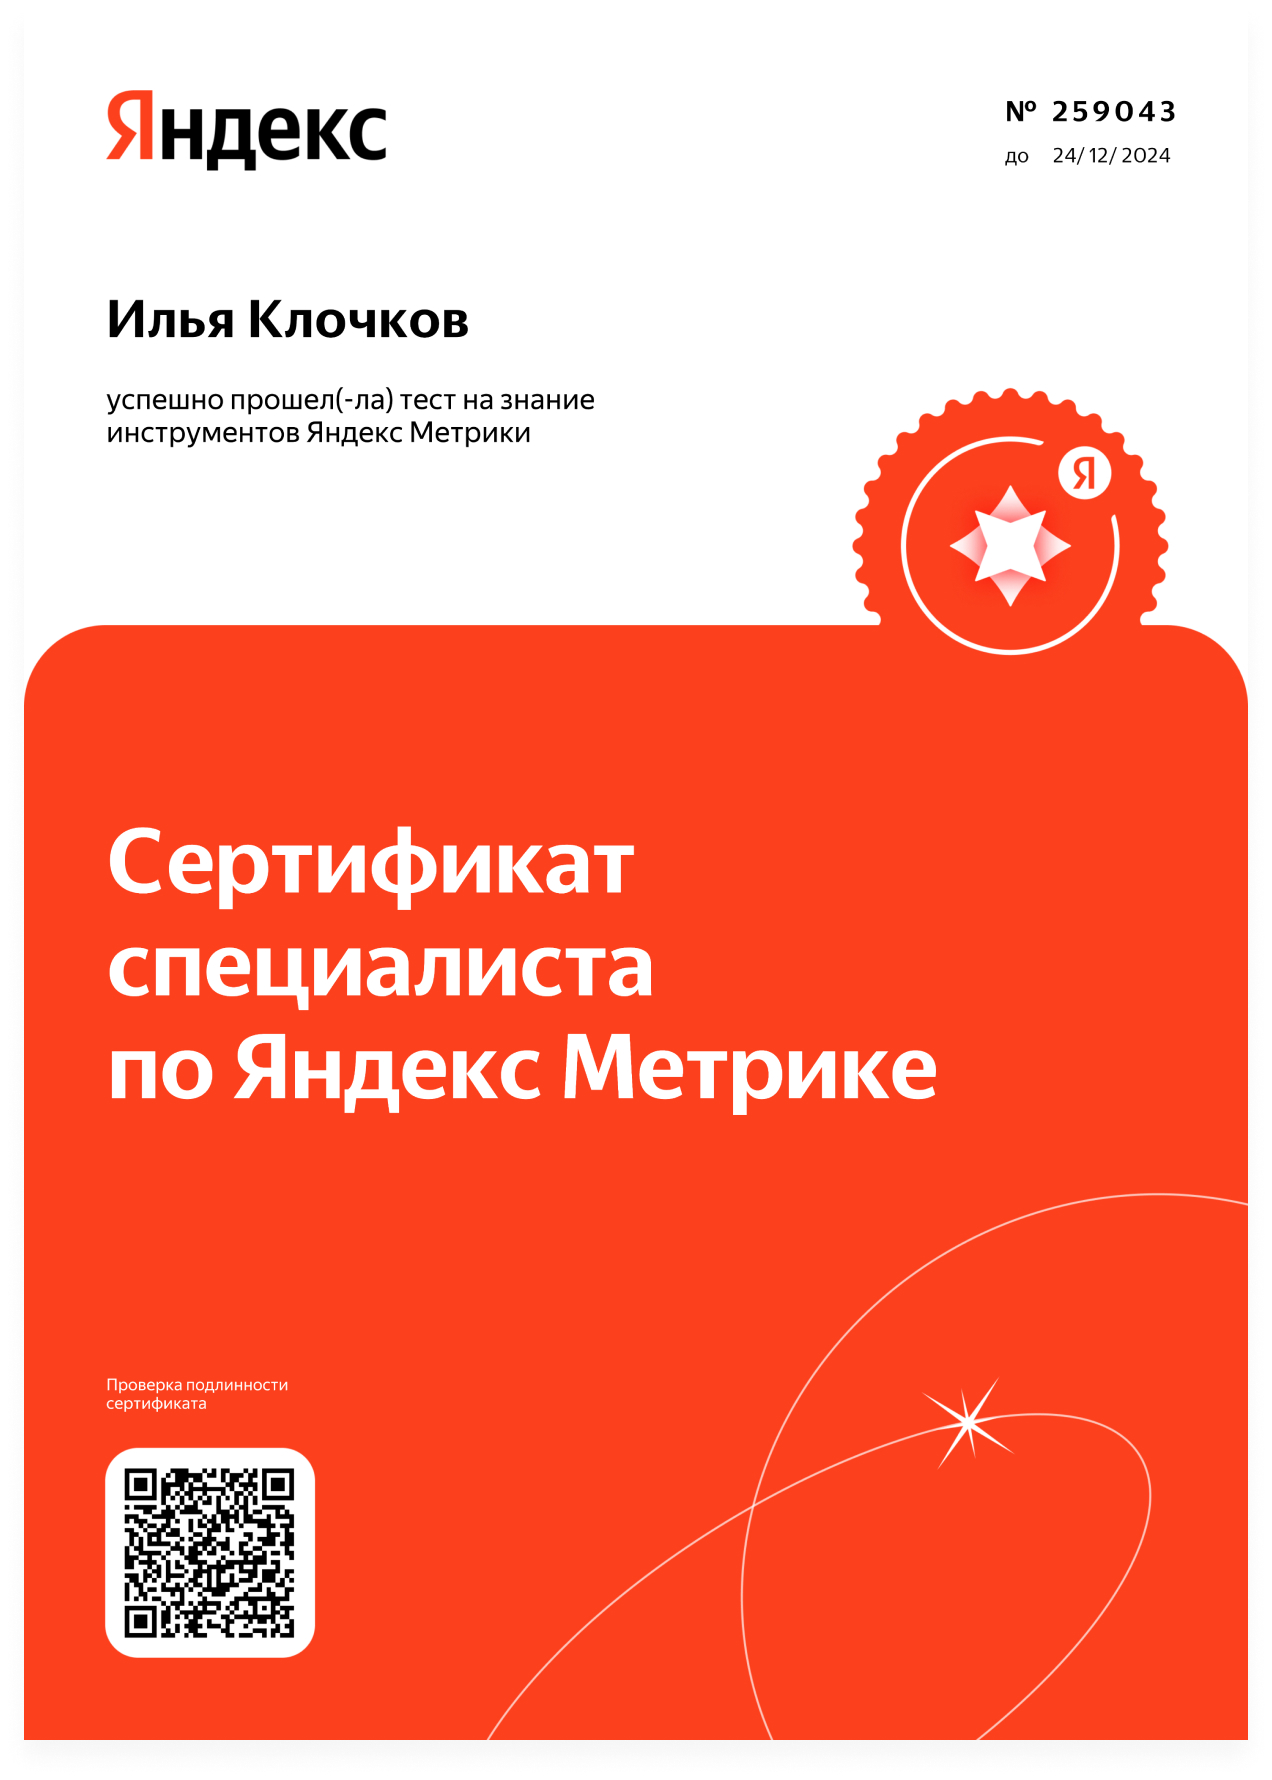 Яндекс
№ 259043
до 24/ 12/ 2024
Илья Клочков
успешно прошел(-ла) тест на знание
инструментов Яндекс Метрики
Я
Сертификат
специалиста
по Яндекс Метрике
Проверка подлинности
сертификата